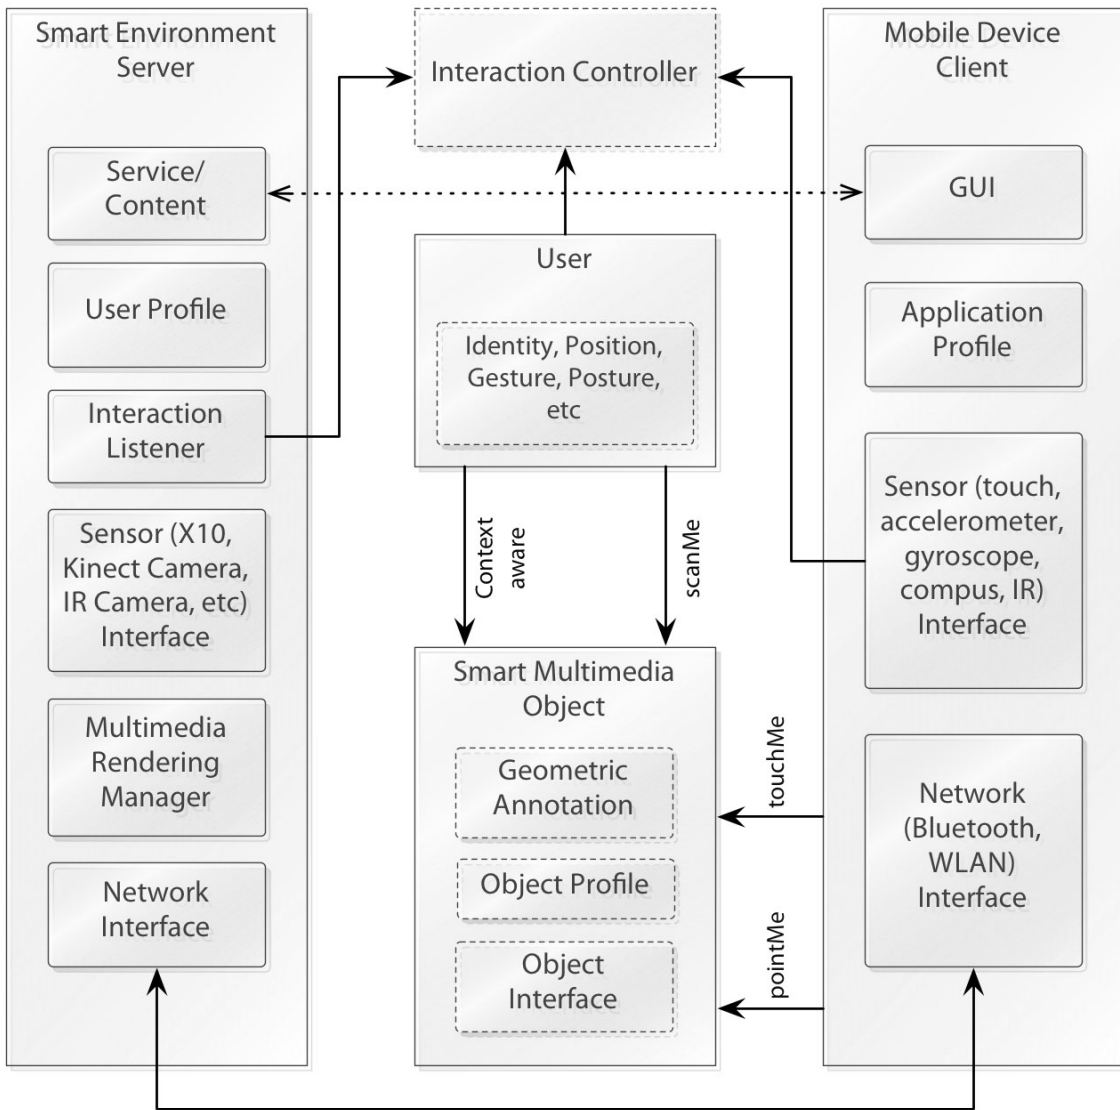 Smart Environment
Server
Service/
Content
User Profile
Interaction
Listener
Sensor (X10,
Kinect Camera,
IR Camera, etc)
Interface
Multimedia
Rendering
Manager
Network
Interface
Interaction Controller
User
Identity, Position,
Gesture, Posture,
etc
Context
aware
scanMe
Smart Multimedia
Object
Geometric
Annotation
Object Profile
Object
Interface
touchMe
pointMe
Mobile Device
Client
GUI
Application
Profile
Sensor (touch,
accelerometer,
gyroscope,
compus, IR)
Interface
Network
(Bluetooth,
WLAN)
Interface